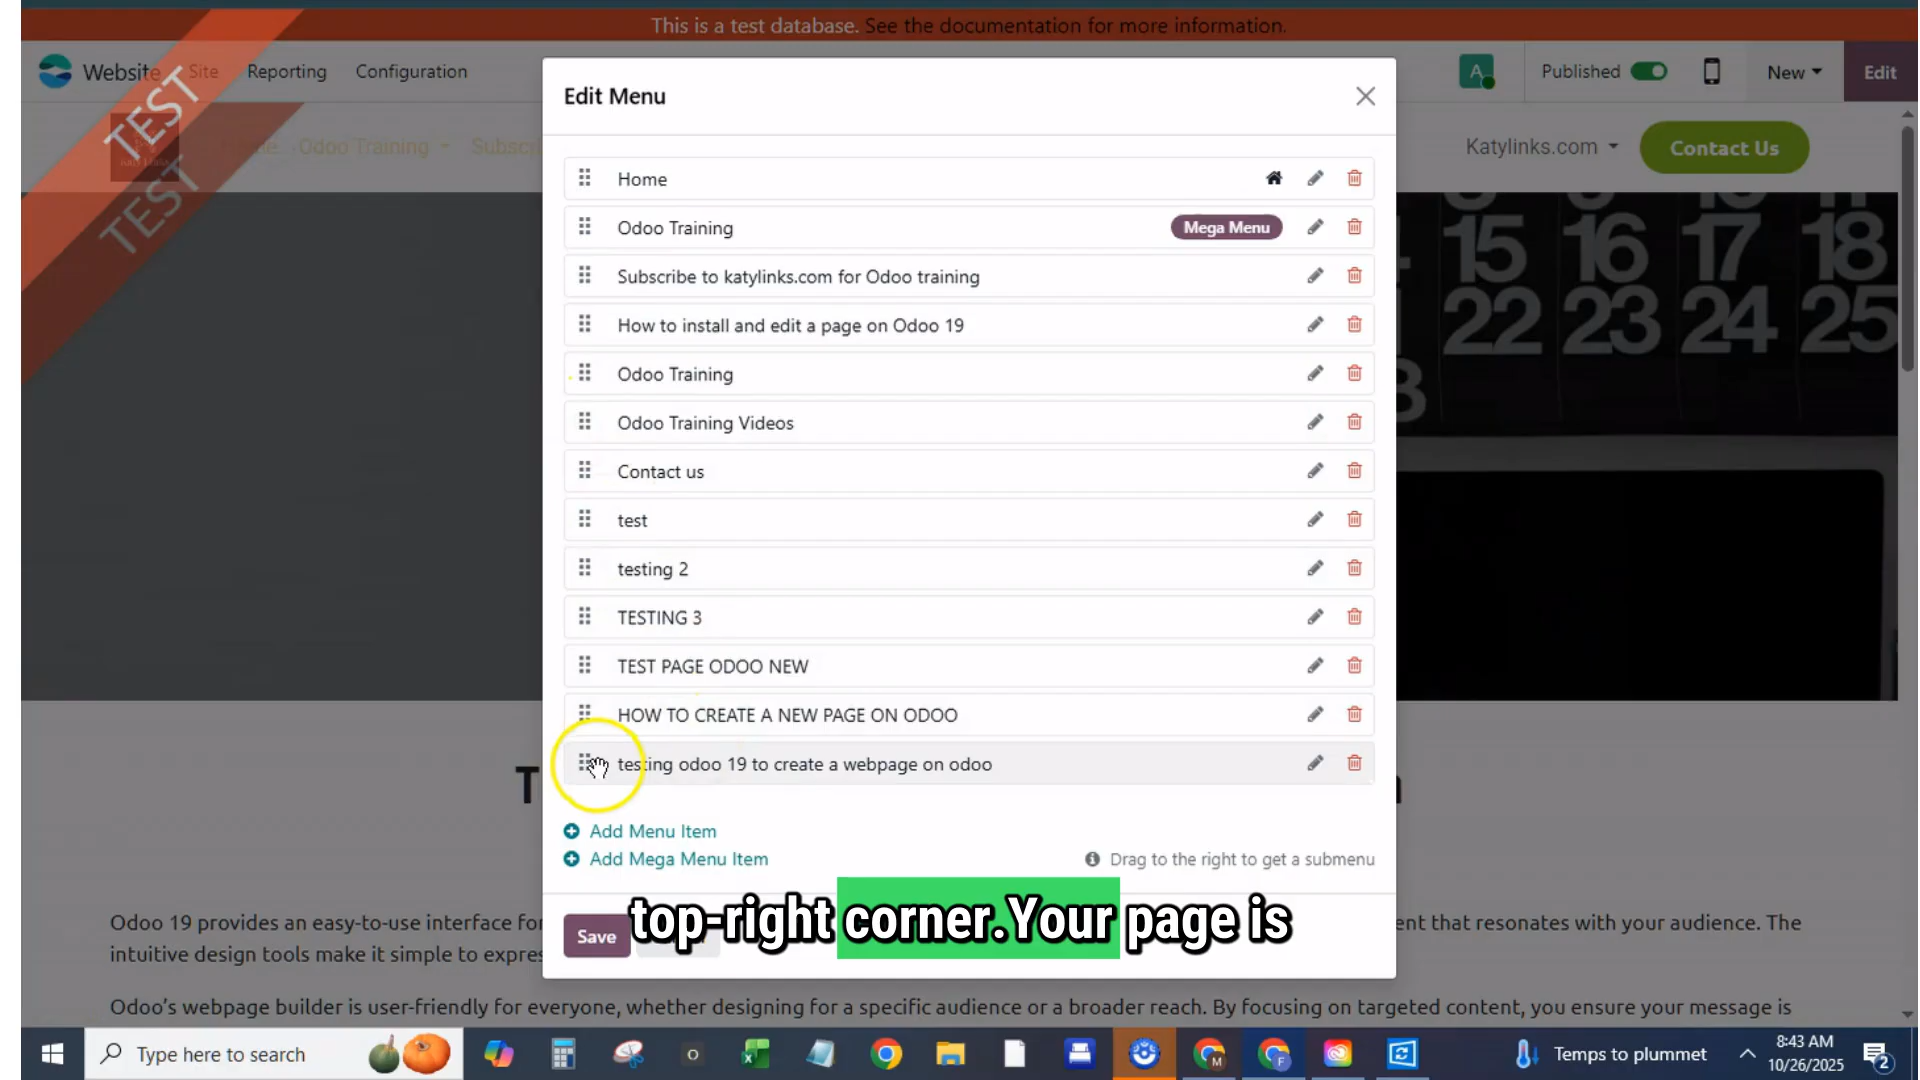 This is a test database. See the documentation for more information.
Website Site Reporting Configuration
A Published New Edit
TEST
TEST
Home Odoo Training Subscri
Katylinks.com Contact Us
15 16 17 18
22 23 24 25
Edit Menu
Home
Odoo Training Mega Menu
Subscribe to katylinks.com for Odoo training
How to install and edit a page on Odoo 19
Odoo Training
Odoo Training Videos
Contact us
test
testing 2
TESTING 3
TEST PAGE ODOO NEW
HOW TO CREATE A NEW PAGE ON ODOO
testing odoo 19 to create a webpage on odoo
Add Menu Item
Add Mega Menu Item Drag to the right to get a submenu
Save
top-right corner.Your page is
Odoo 19 provides an easy-to-use interface for ent that resonates with your audience. The
intuitive design tools make it simple to expres
Odoo's webpage builder is user-friendly for everyone, whether designing for a specific audience or a broader reach. By focusing on targeted content, you ensure your message is
Type here to search
Temps to plummet
8:43 AM
10/26/2025
2